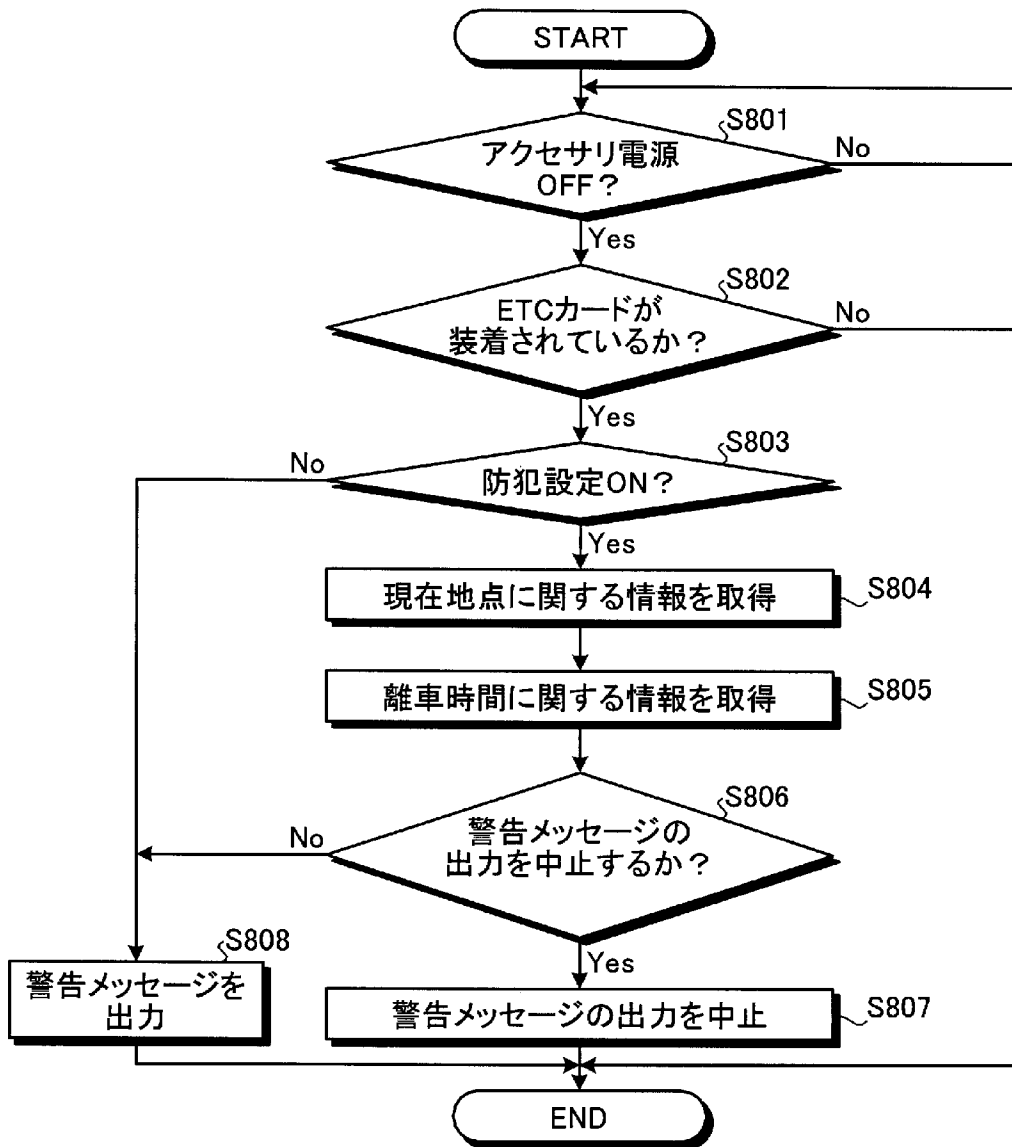 START
S801
アクセサリ電源
OFF？
No
Yes
S802
ETCカードが
装着されているか？
No
Yes
S803
No
防犯設定ON？
Yes
現在地点に関する情報を取得
S804
離車時間に関する情報を取得
S805
S806
警告メッセージの
出力を中止するか？
No
Yes
S808
警告メッセージを
出力
警告メッセージの出力を中止
S807
END